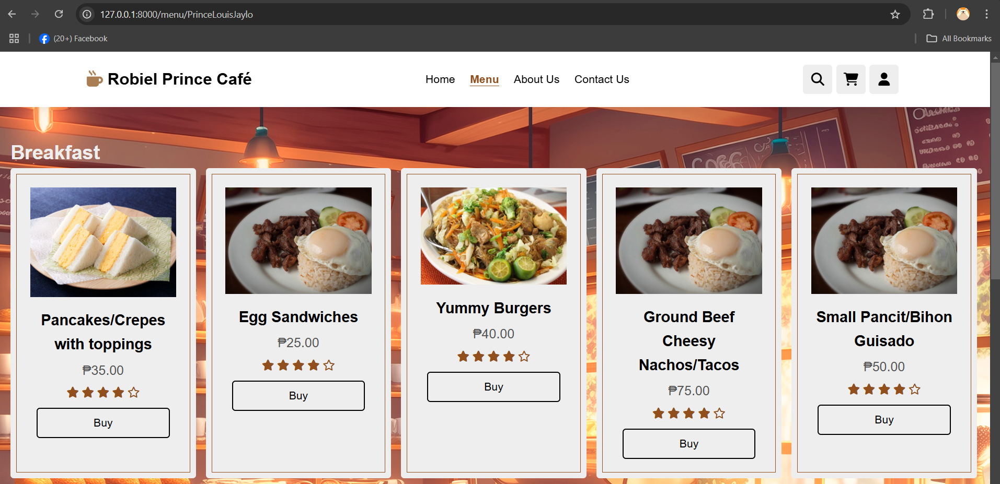 127.0.0.1:8000/menu/PrinceLouisJaylo
(20+) Facebook
All Bookmarks
Robiel Prince Café
Home
Menu
About Us
Contact Us
Breakfast
Pancakes/Crepes
with toppings
₱35.00
Buy
Egg Sandwiches
₱25.00
Buy
Yummy Burgers
₱40.00
Buy
Ground Beef
Cheesy
Nachos/Tacos
₱75.00
Buy
Small Pancit/Bihon
Guisado
₱50.00
Buy